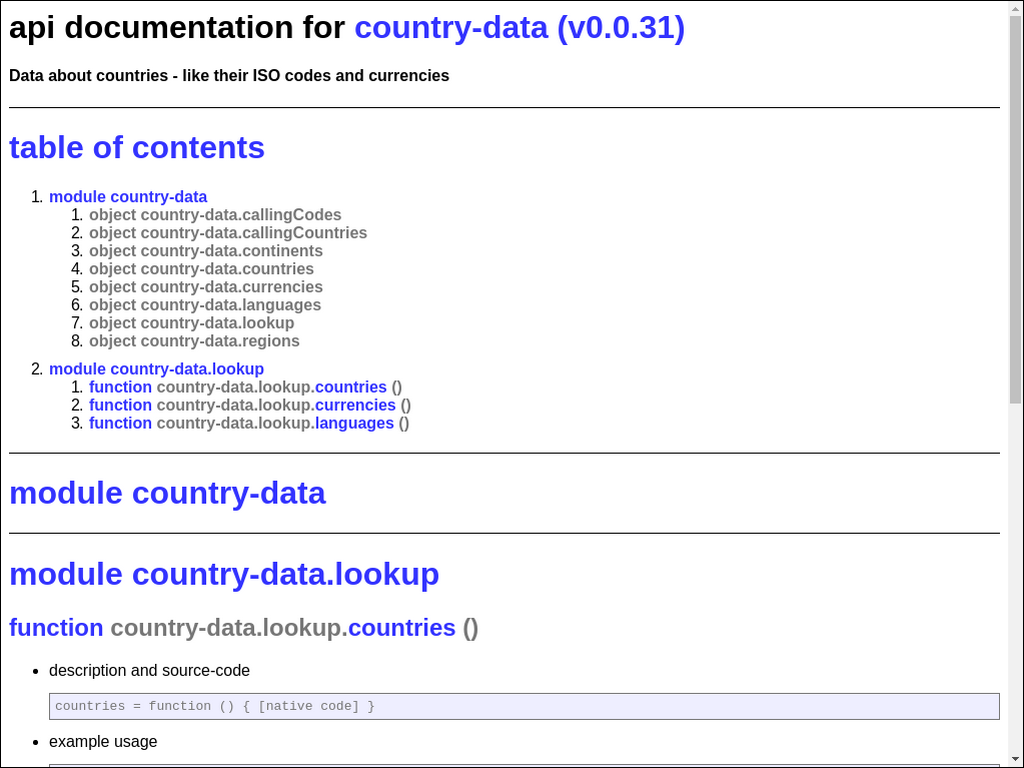 api documentation for country-data (v0.0.31)
Data about countries - like their ISO codes and currencies
table of contents
1. module country-data
1. object country-data.callingCodes
2. object country-data.callingCountries
3. object country-data.continents
4. object country-data.countries
5. object country-data.currencies
6. object country-data.languages
7. object country-data.lookup
8. object country-data.regions
2. module country-data.lookup
1. function country-data.lookup.countries ()
2. function country-data.lookup.currencies ()
3. function country-data.lookup.languages ()
module country-data
module country-data.lookup
function country-data.lookup.countries ()
• description and source-code
countries = function () { [native code] }
• example usage